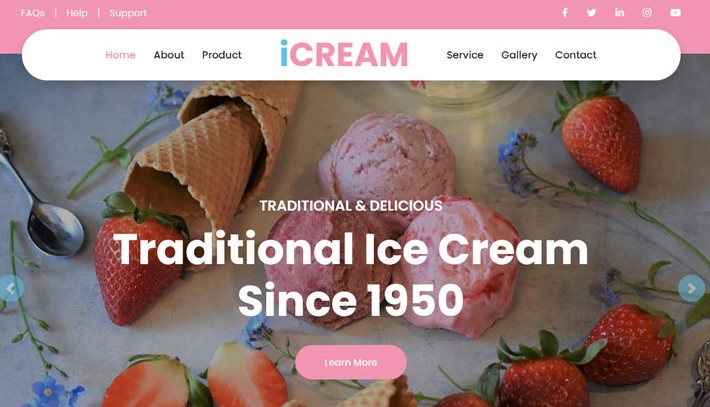 FAQs | Help | Support
Home About Product iCREAM Service Gallery Contact
TRADITIONAL & DELICIOUS
Traditional Ice Cream
Since 1950
Learn More